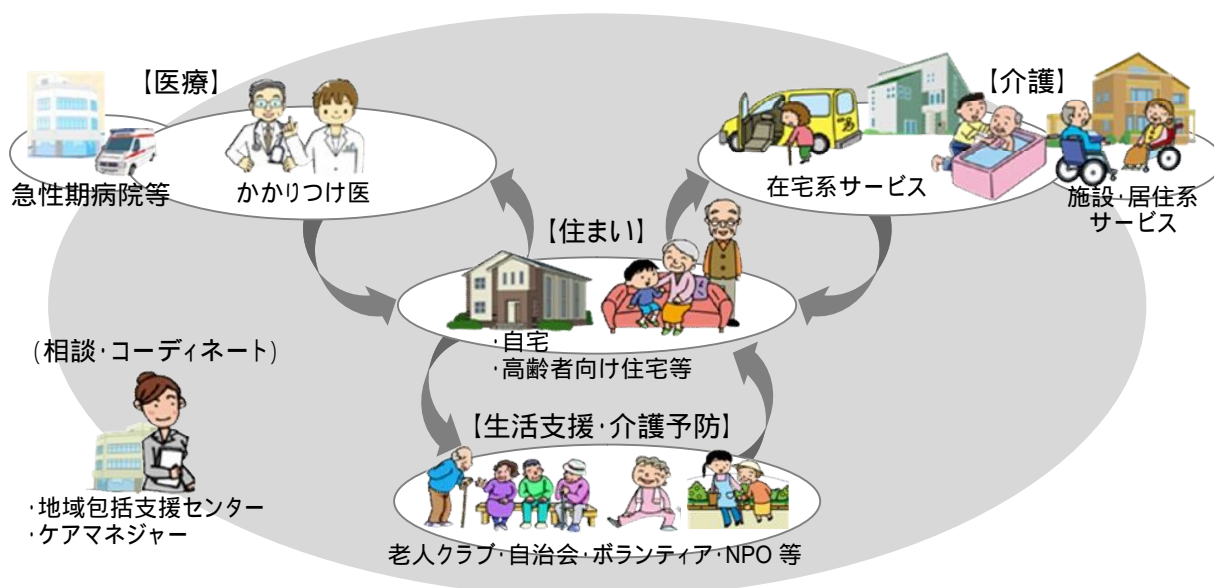 【医療】
急性期病院等
かかりつけ医
【介護】
在宅系サービス
施設・居住系
サービス
【住まい】
・自宅
・高齢者向け住宅等
(相談・コーディネート)
・地域包括支援センター
・ケアマネジャー
【生活支援・介護予防】
老人クラブ・自治会・ボランティア・NPO 等